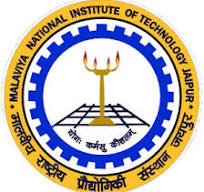 MALAVIYA NATIONAL INSTITUTE OF TECHNOLOGY JAIPUR
योगः कर्मसु कौशलम्
मालवीय राष्ट्रीय प्रौद्योगिकी संस्थान जयपुर